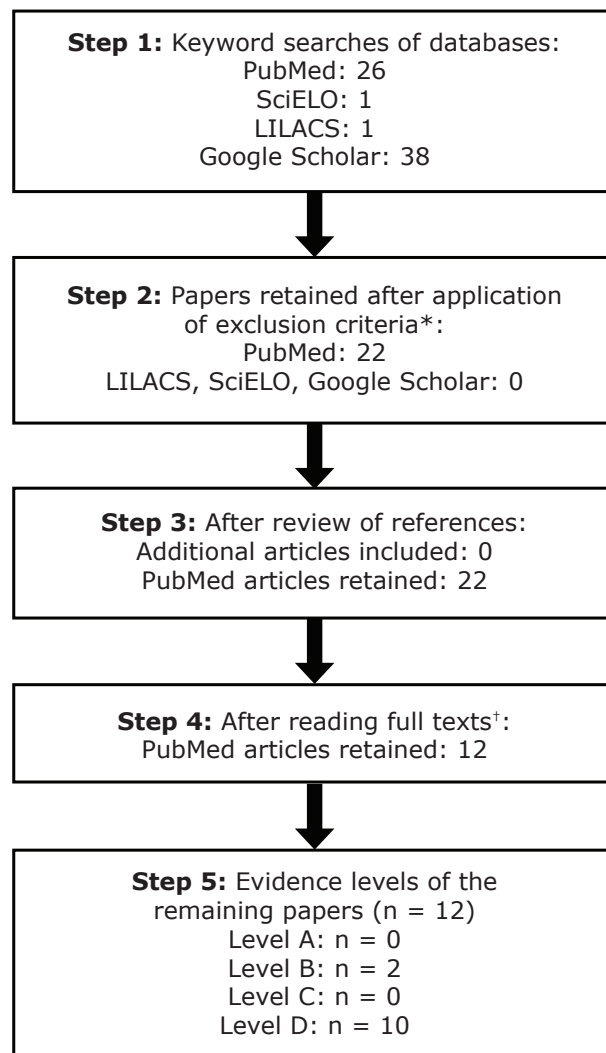 Step 1: Keyword searches of databases:
PubMed: 26
SciELO: 1
LILACS: 1
Google Scholar: 38
Step 2: Papers retained after application
of exclusion criteria*:
PubMed: 22
LILACS, SciELO, Google Scholar: 0
Step 3: After review of references:
Additional articles included: 0
PubMed articles retained: 22
Step 4: After reading full texts†:
PubMed articles retained: 12
Step 5: Evidence levels of the
remaining papers (n = 12)
Level A: n = 0
Level B: n = 2
Level C: n = 0
Level D: n = 10